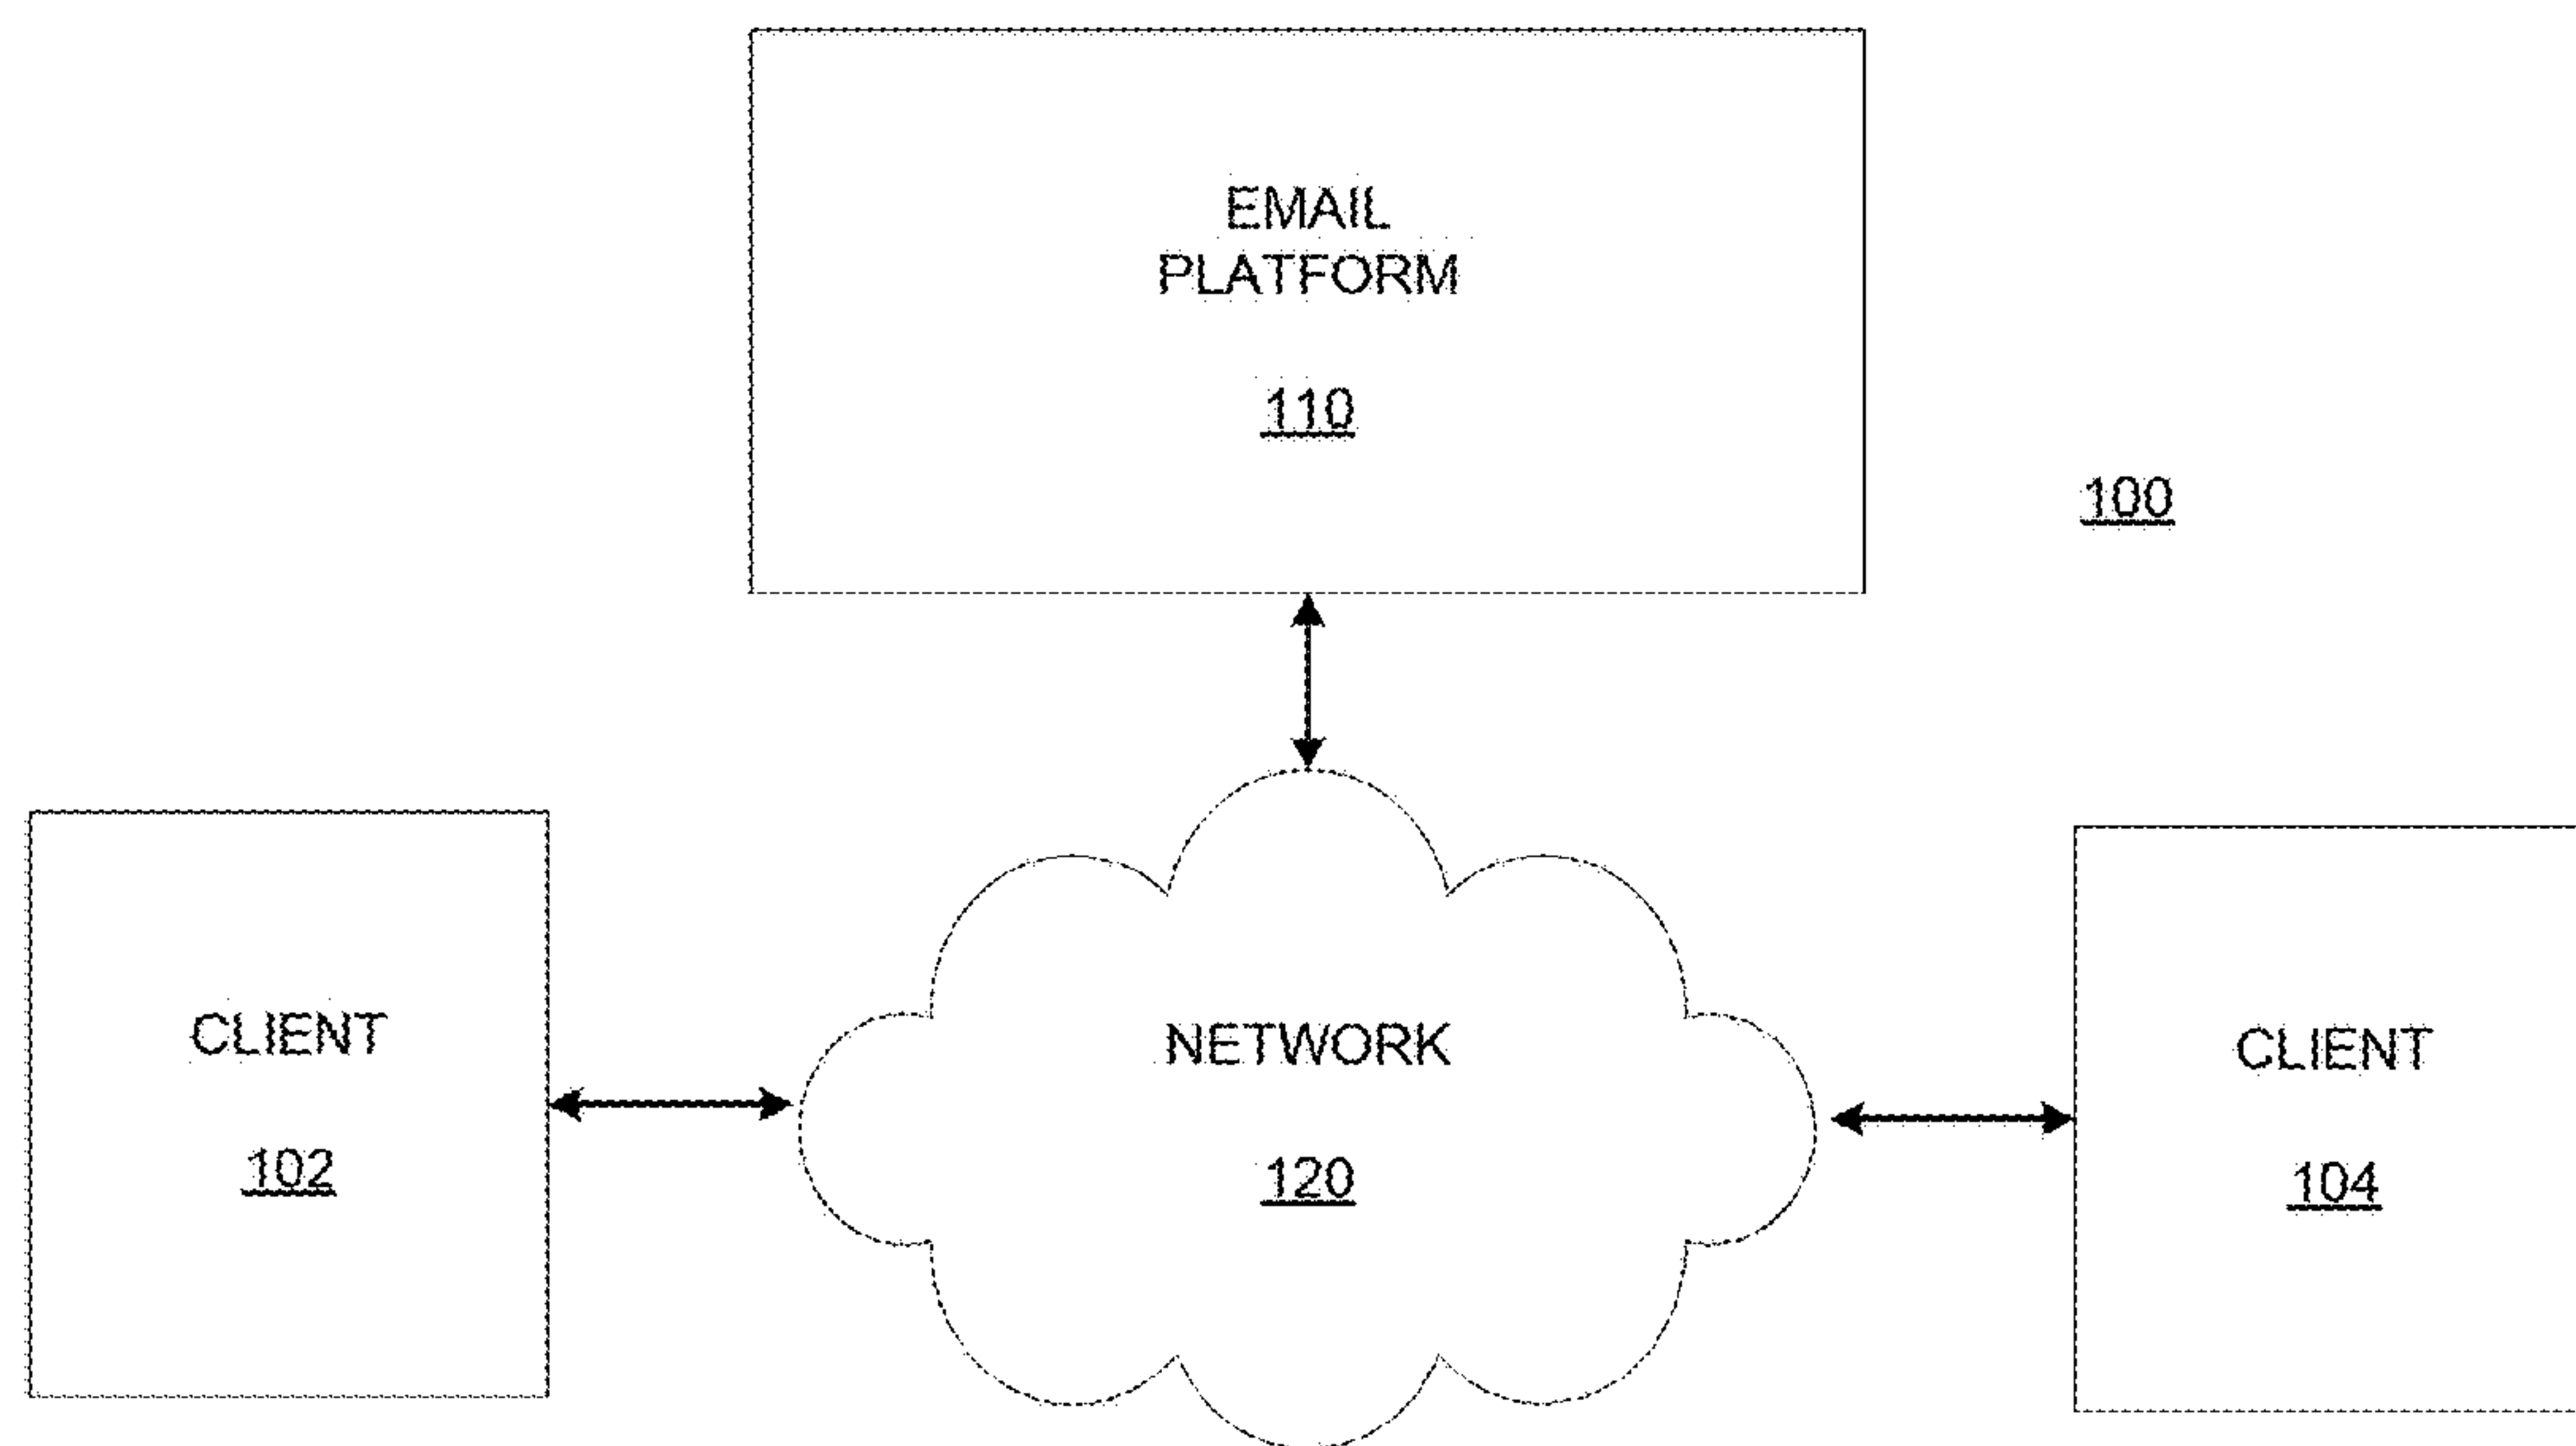 EMAIL
PLATFORM
110
100
CLIENT
102
NETWORK
120
CLIENT
104